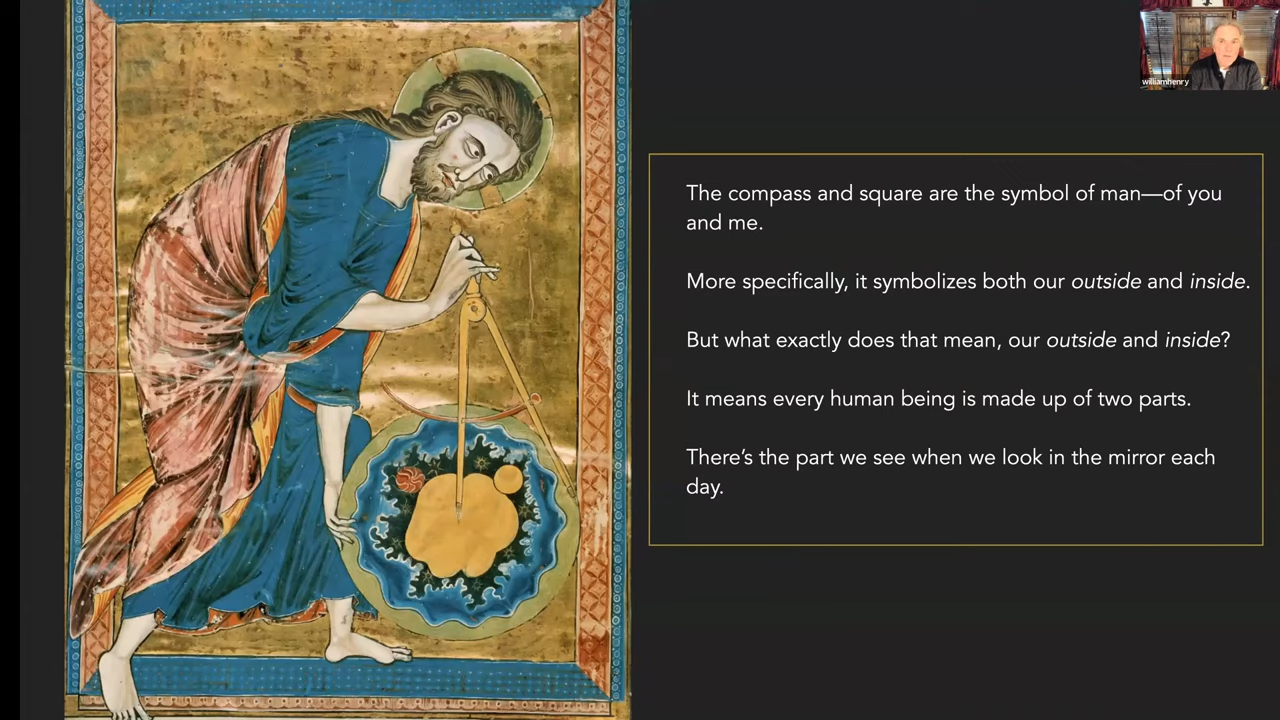 williamhenry
The compass and square are the symbol of man—of you
and me.
More specifically, it symbolizes both our outside and inside.
But what exactly does that mean, our outside and inside?
It means every human being is made up of two parts.
There’s the part we see when we look in the mirror each
day.